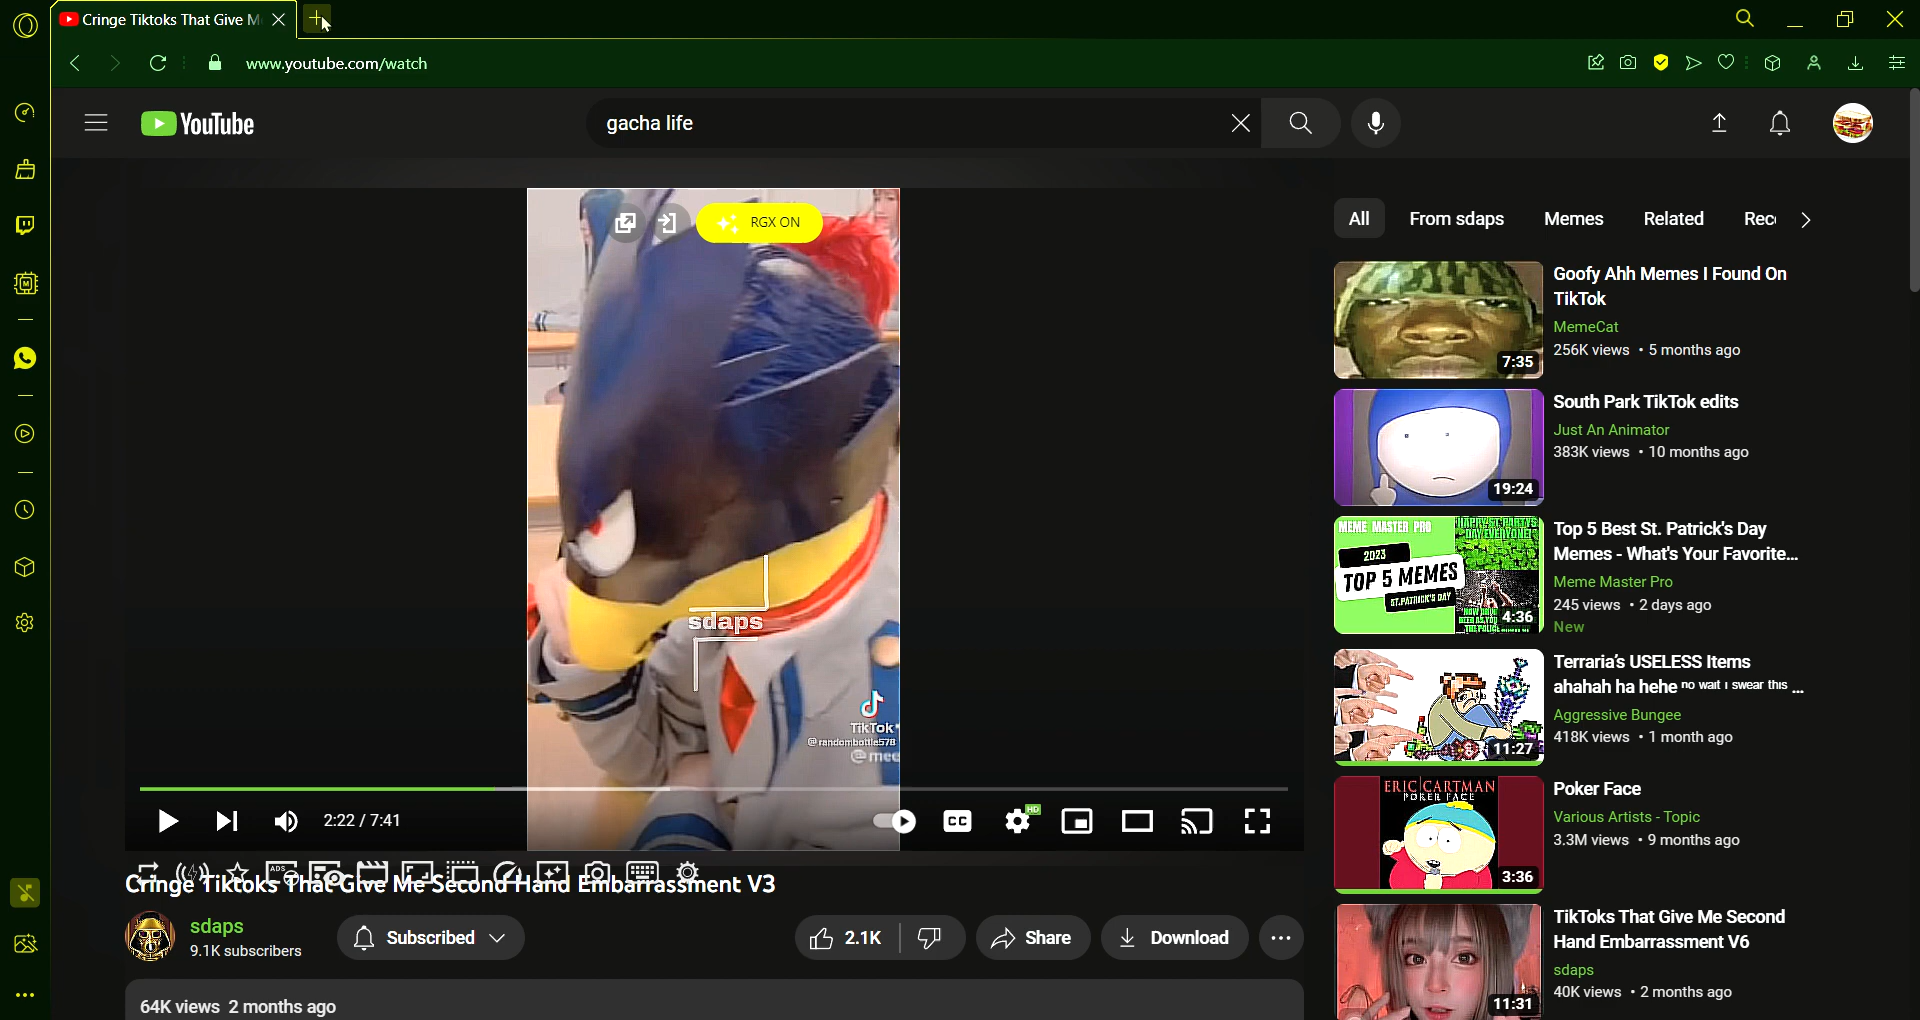 Cringe Tiktoks That Give M
www.youtube.com/watch
YouTube
gacha life
RGX ON
sdaps
TikTok
@randombottle578
@mee
2:22 / 7:41
CC
HD
ADS
Cringe Tiktoks That Give Me Second Hand Embarrassment V3
sdaps
9.1K subscribers
Subscribed
2.1K
Share
Download
64K views 2 months ago
All
From sdaps
Memes
Related
Rec
7:35
Goofy Ahh Memes I Found On
TikTok
MemeCat
256K views • 5 months ago
19:24
South Park TikTok edits
Just An Animator
383K views • 10 months ago
MEME MASTER PRO
2023
TOP 5 MEMES
ST.PATRICK'S DAY
4:36
Top 5 Best St. Patrick's Day
Memes - What's Your Favorite...
Meme Master Pro
245 views • 2 days ago
New
11:27
Terraria's USELESS Items
ahahah ha hehe ⁿᵒ ʷᵃⁱᵗ ᴵ ˢʷᵉᵃʳ ᵗʰⁱˢ ...
Aggressive Bungee
418K views • 1 month ago
ERIC CARTMAN
POKER FACE
3:36
Poker Face
Various Artists - Topic
3.3M views • 9 months ago
11:31
TikToks That Give Me Second
Hand Embarrassment V6
sdaps
40K views • 2 months ago